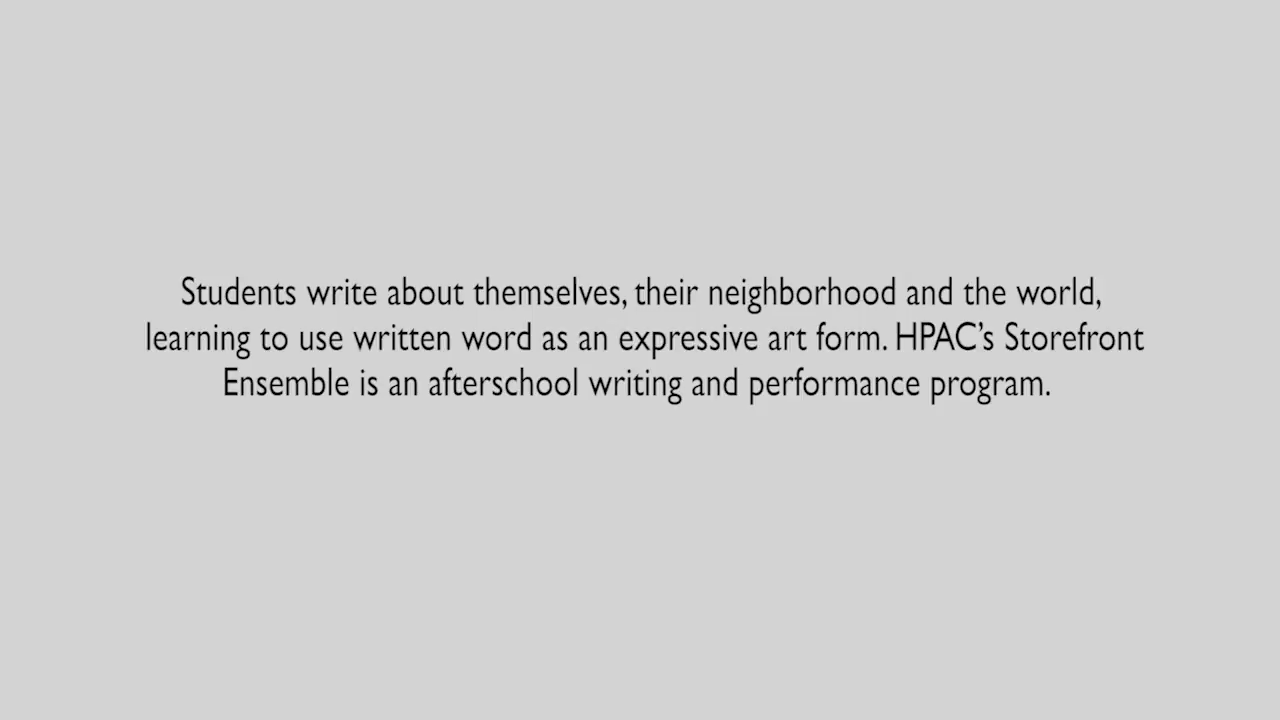 Students write about themselves, their neighborhood and the world,
learning to use written word as an expressive art form. HPAC’s Storefront
Ensemble is an afterschool writing and performance program.